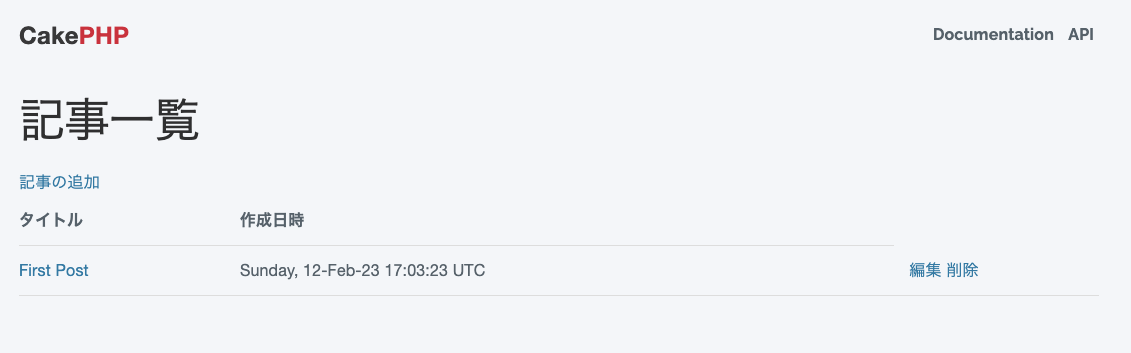 CakePHP Documentation API
記事一覧
記事の追加
タイトル 作成日時
First Post Sunday, 12-Feb-23 17:03:23 UTC 編集 削除